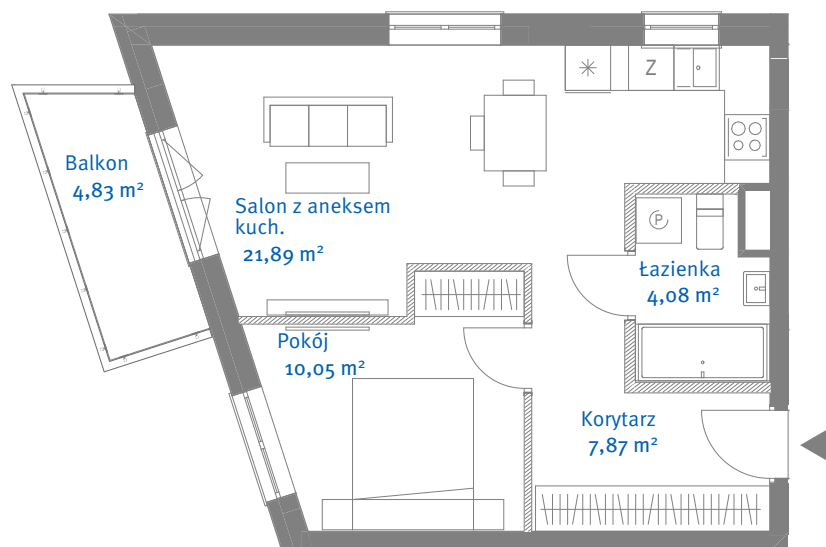 Z
Balkon
4,83 m²
Salon z aneksem
kuch.
21,89 m²
P
Łazienka
4,08 m²
Pokój
10,05 m²
Korytarz
7,87 m²